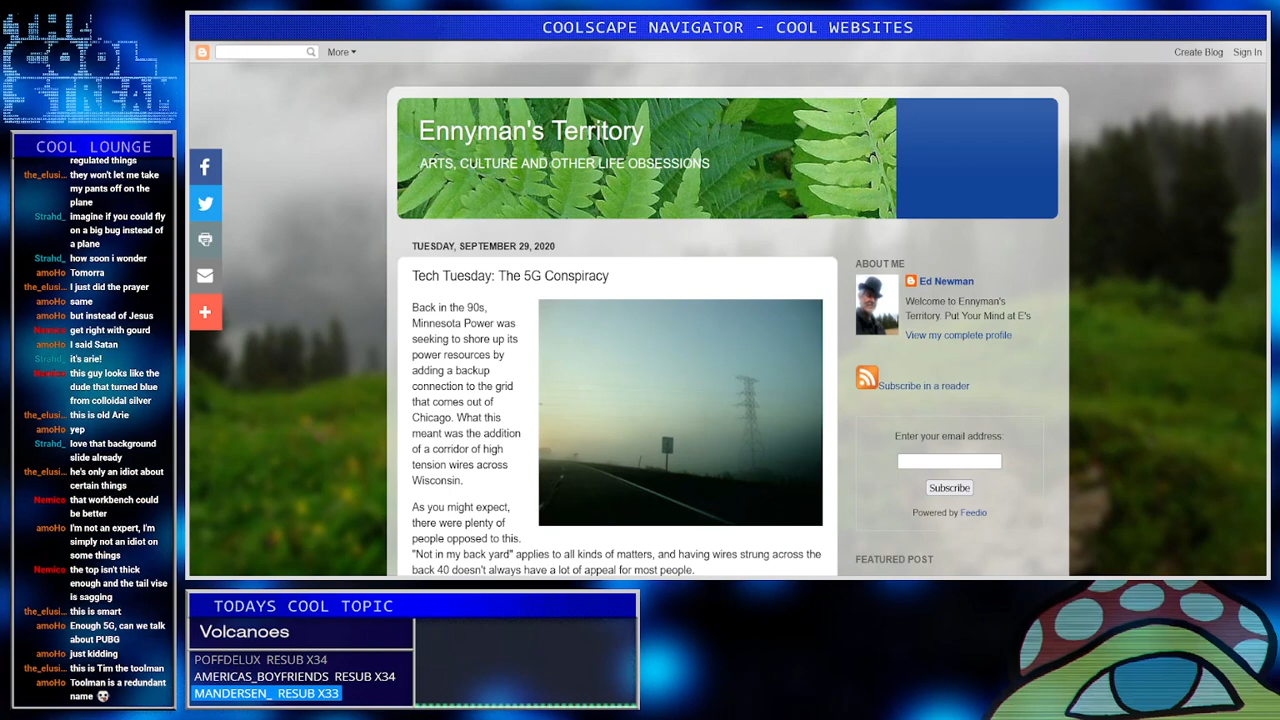 COOLSCAPE NAVIGATOR - COOL WEBSITES
More
Create Blog
Sign In
COOL LOUNGE
regulated things
the_elusi... they won't let me take
my pants off on the
plane
Strahd_ imagine if you could fly
on a big bug instead of
a plane
Strahd_ how soon i wonder
amoHo Tomorra
the_elusi... I just did the prayer
amoHo same
amoHo but instead of Jesus
Nemico get right with gourd
amoHo I said Satan
Strahd_ it's arie!
Nemico this guy looks like the
dude that turned blue
from colloidal silver
the_elusi... this is old Arie
amoHo yep
Strahd_ love that background
slide already
the_elusi... he's only an idiot about
certain things
Nemico that workbench could
be better
amoHo I'm not an expert, I'm
simply not an idiot on
some things
Nemico the top isn't thick
enough and the tail vise
is sagging
the_elusi... this is smart
amoHo Enough 5G, can we talk
about PUBG
amoHo just kidding
the_elusi... this is Tim the toolman
amoHo Toolman is a redundant
name
Ennyman's Territory
ARTS, CULTURE AND OTHER LIFE OBSESSIONS
TUESDAY, SEPTEMBER 29, 2020
Tech Tuesday: The 5G Conspiracy
Back in the 90s,
Minnesota Power was
seeking to shore up its
power resources by
adding a backup
connection to the grid
that comes out of
Chicago. What this
meant was the addition
of a corridor of high
tension wires across
Wisconsin.
As you might expect,
there were plenty of
people opposed to this.
"Not in my back yard" applies to all kinds of matters, and having wires strung across the
back 40 doesn't always have a lot of appeal for most people.
ABOUT ME
Ed Newman
Welcome to Ennyman's
Territory. Put Your Mind at E's
View my complete profile
Subscribe in a reader
Enter your email address:
Subscribe
Powered by Feedio
FEATURED POST
TODAYS COOL TOPIC
Volcanoes
POFFDELUX RESUB X34
AMERICAS_BOYFRIENDS RESUB X34
MANDERSEN_ RESUB X33